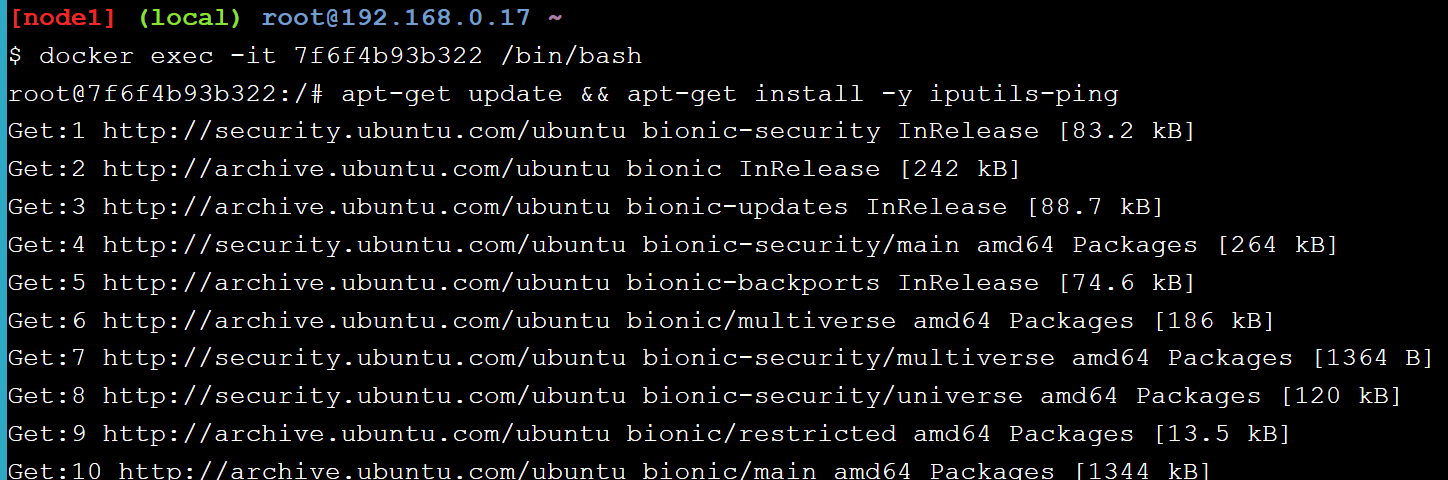 [node1] (local) root@192.168.0.17 ~
$ docker exec -it 7f6f4b93b322 /bin/bash
root@7f6f4b93b322:/# apt-get update && apt-get install -y iputils-ping
Get:1 http://security.ubuntu.com/ubuntu bionic-security InRelease [83.2 kB]
Get:2 http://archive.ubuntu.com/ubuntu bionic InRelease [242 kB]
Get:3 http://archive.ubuntu.com/ubuntu bionic-updates InRelease [88.7 kB]
Get:4 http://security.ubuntu.com/ubuntu bionic-security/main amd64 Packages [264 kB]
Get:5 http://archive.ubuntu.com/ubuntu bionic-backports InRelease [74.6 kB]
Get:6 http://archive.ubuntu.com/ubuntu bionic/multiverse amd64 Packages [186 kB]
Get:7 http://security.ubuntu.com/ubuntu bionic-security/multiverse amd64 Packages [1364 B]
Get:8 http://security.ubuntu.com/ubuntu bionic-security/universe amd64 Packages [120 kB]
Get:9 http://archive.ubuntu.com/ubuntu bionic/restricted amd64 Packages [13.5 kB]
Get:10 http://archive.ubuntu.com/ubuntu bionic/main amd64 Packages [1344 kB]